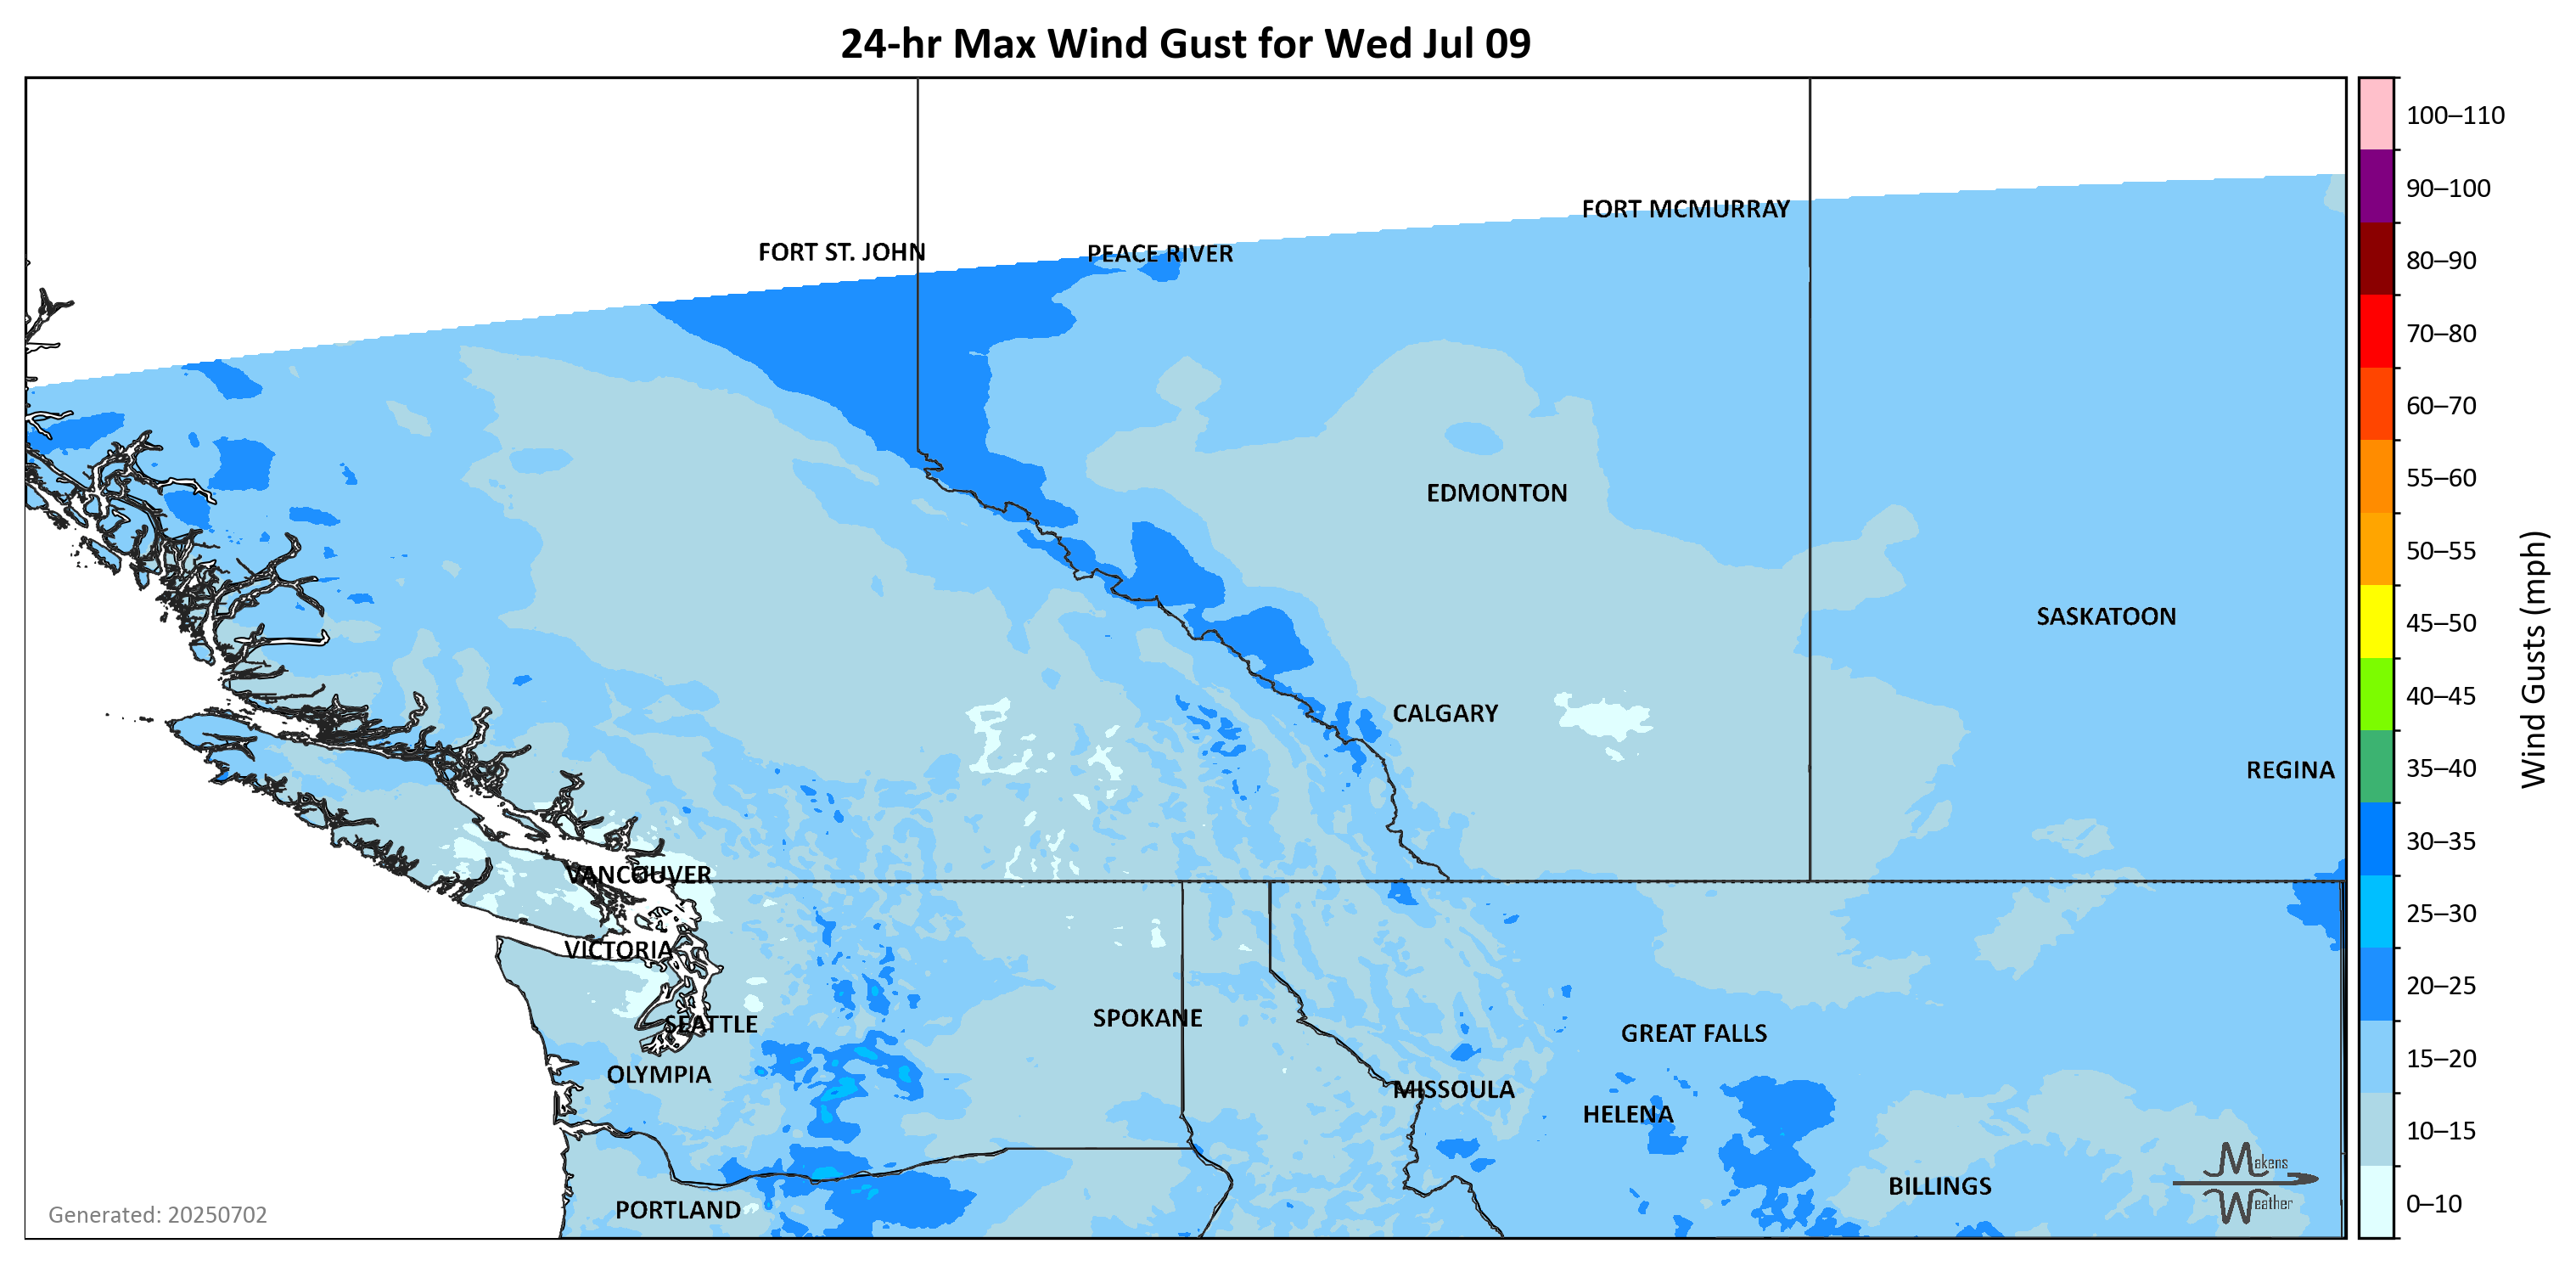 24-hr Max Wind Gust for Wed Jul 09
FORT MCMURRAY
FORT ST. JOHN
PEACE RIVER
EDMONTON
SASKATOON
CALGARY
REGINA
VANCOUVER
VICTORIA
SEATTLE
SPOKANE
GREAT FALLS
OLYMPIA
MISSOULA
HELENA
BILLINGS
PORTLAND
Makens
Weather
Generated: 20250702
100–110
90–100
80–90
70–80
60–70
55–60
50–55
45–50
40–45
35–40
30–35
25–30
20–25
15–20
10–15
0–10
Wind Gusts (mph)